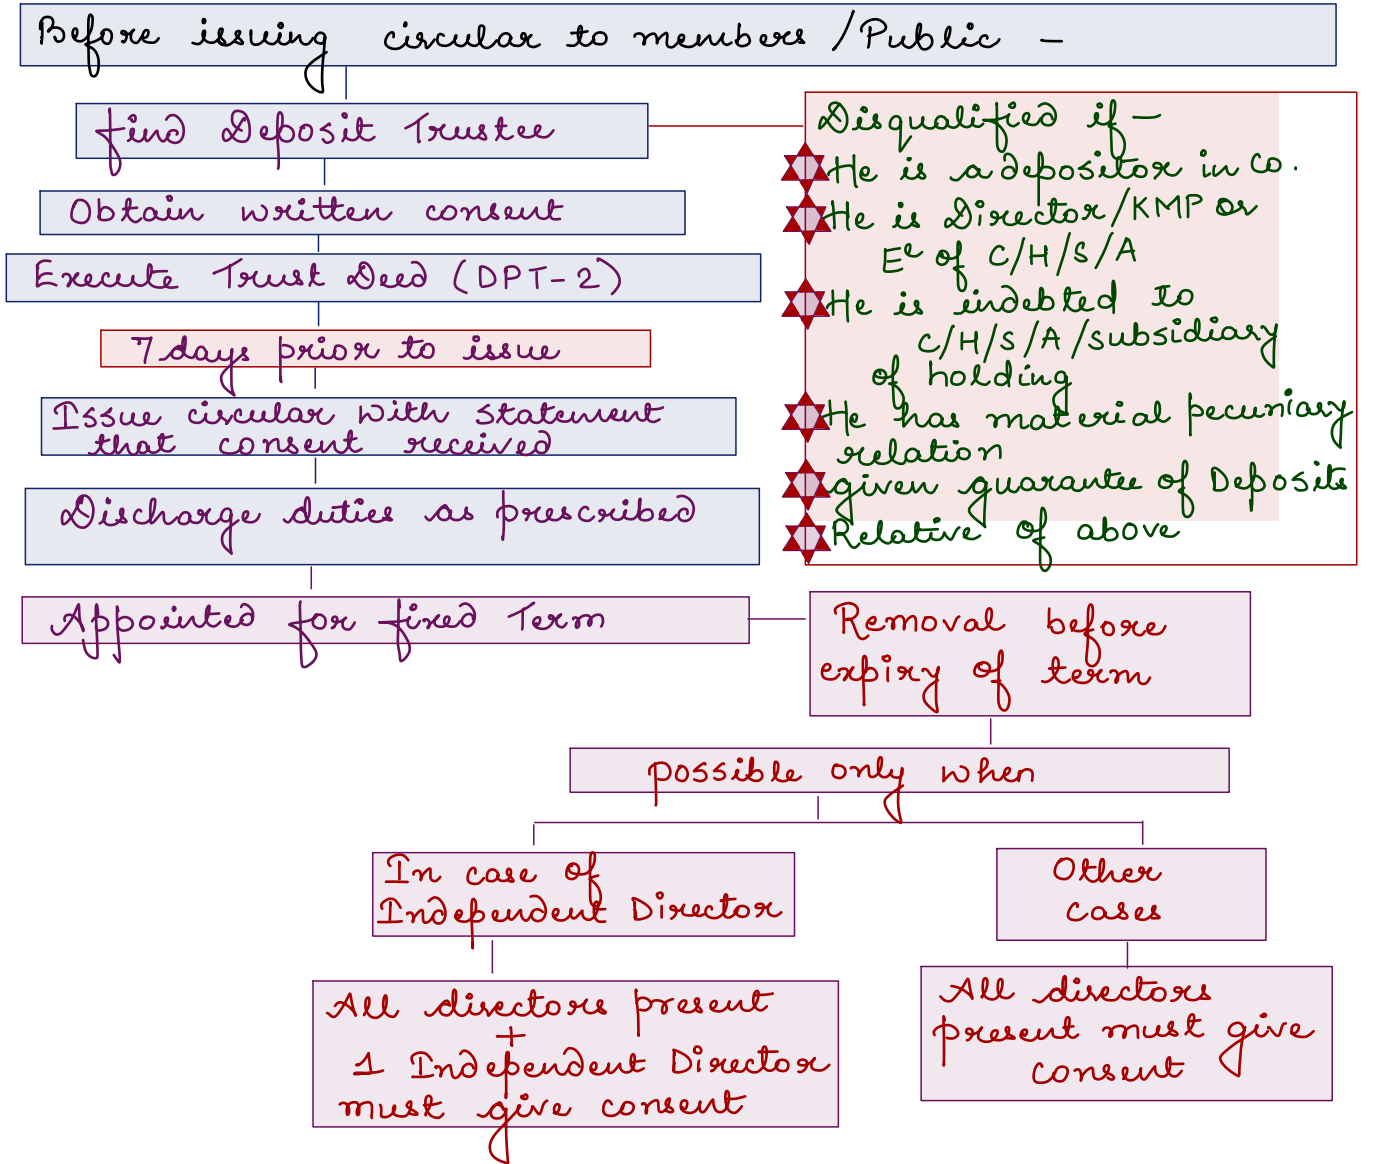 Before issuing circular to members / Public -
find Deposit Trustee
Obtain written consent
Execute Trust Deed (DPT-2)
7 days prior to issue
Issue circular with statement
that consent received
Discharge duties as prescribed
Appointed for fixed Term
Disqualified if -
He is a depositor in co.
He is Director/KMP or
Eᵉ of C/H/S/A
He is indebted to
C/H/S/A/subsidiary
of holding
He has material pecuniary
relation
given guarantee of Deposits
Relative of above
Removal before
expiry of term
possible only when
In case of
Independent Director
All directors present
+
1 Independent Director
must give consent
Other
cases
All directors
present must give
consent